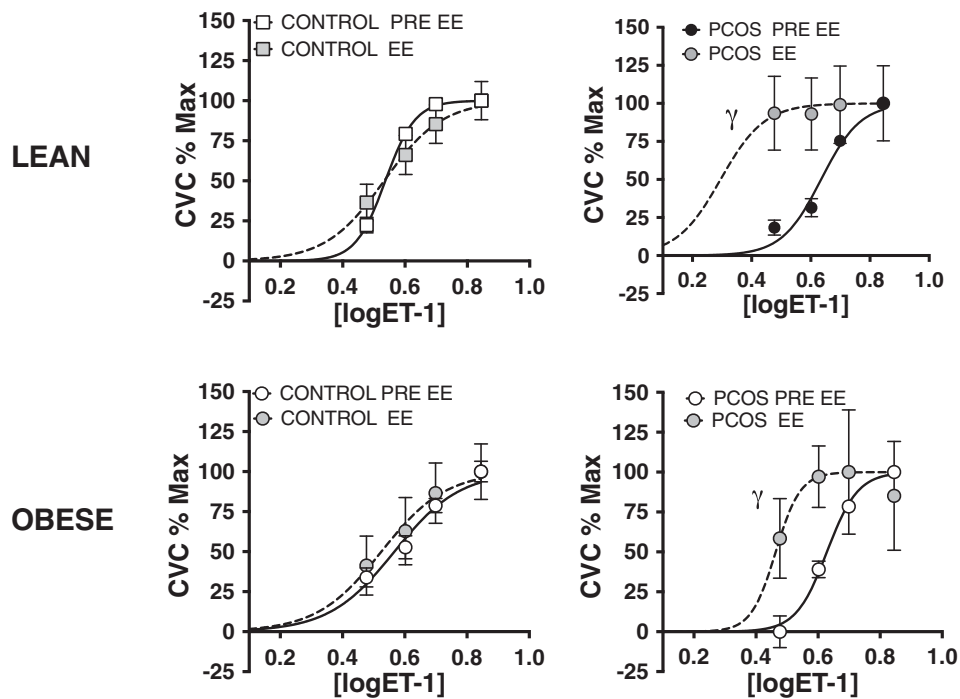 LEAN
150
125
100
75
50
25
0
-25
CVC % Max
CONTROL PRE EE
CONTROL EE
0.2 0.4 0.6 0.8 1.0
[logET-1]
150
125
100
75
50
25
0
-25
CVC % Max
PCOS PRE EE
PCOS EE
γ
0.2 0.4 0.6 0.8 1.0
[logET-1]
OBESE
150
125
100
75
50
25
0
-25
CVC % Max
CONTROL PRE EE
CONTROL EE
0.2 0.4 0.6 0.8 1.0
[logET-1]
150
125
100
75
50
25
0
-25
CVC % Max
PCOS PRE EE
PCOS EE
γ
0.2 0.4 0.6 0.8 1.0
[logET-1]